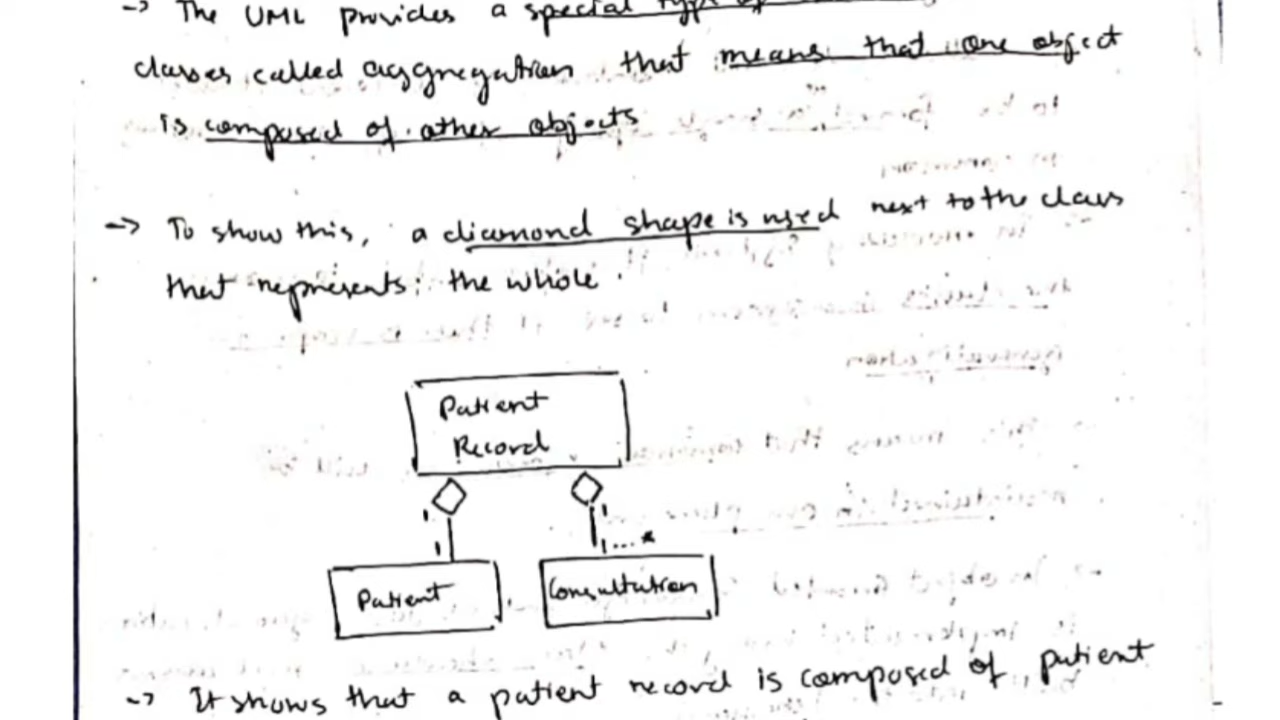 -> The UML provides a special type of
classes called aggregation that means that one object
is composed of other objects
-> To show this, a diamond shape is used next to the class
that represents the whole.
Patient
Record
1 1
1 1...*
Patient Consultation
-> It shows that a patient record is composed of patient